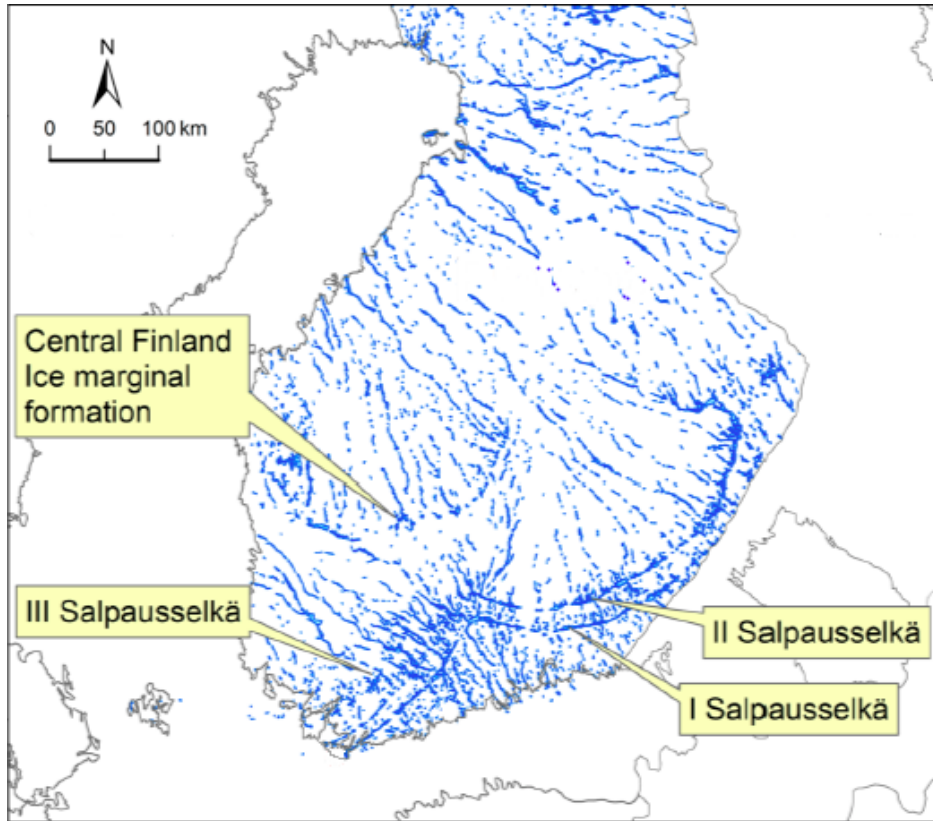 N
0 50 100 km
Central Finland
Ice marginal
formation
III Salpausselkä
II Salpausselkä
I Salpausselkä